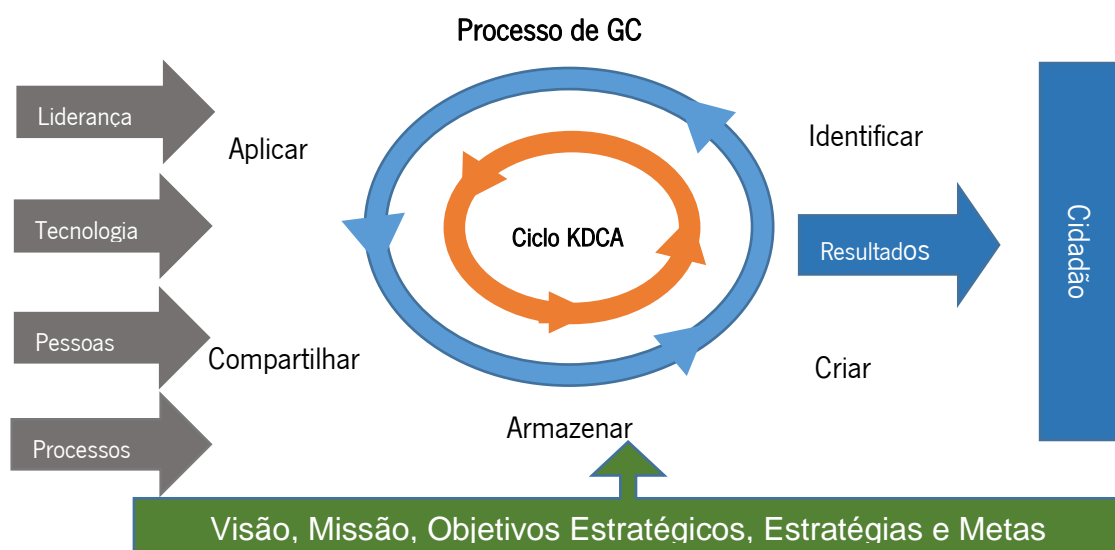 Processo de GC
Liderança
Aplicar
Identificar
Tecnologia
Ciclo KDCA
Resultados
Cidadão
Pessoas
Compartilhar
Criar
Armazenar
Processos
Visão, Missão, Objetivos Estratégicos, Estratégias e Metas